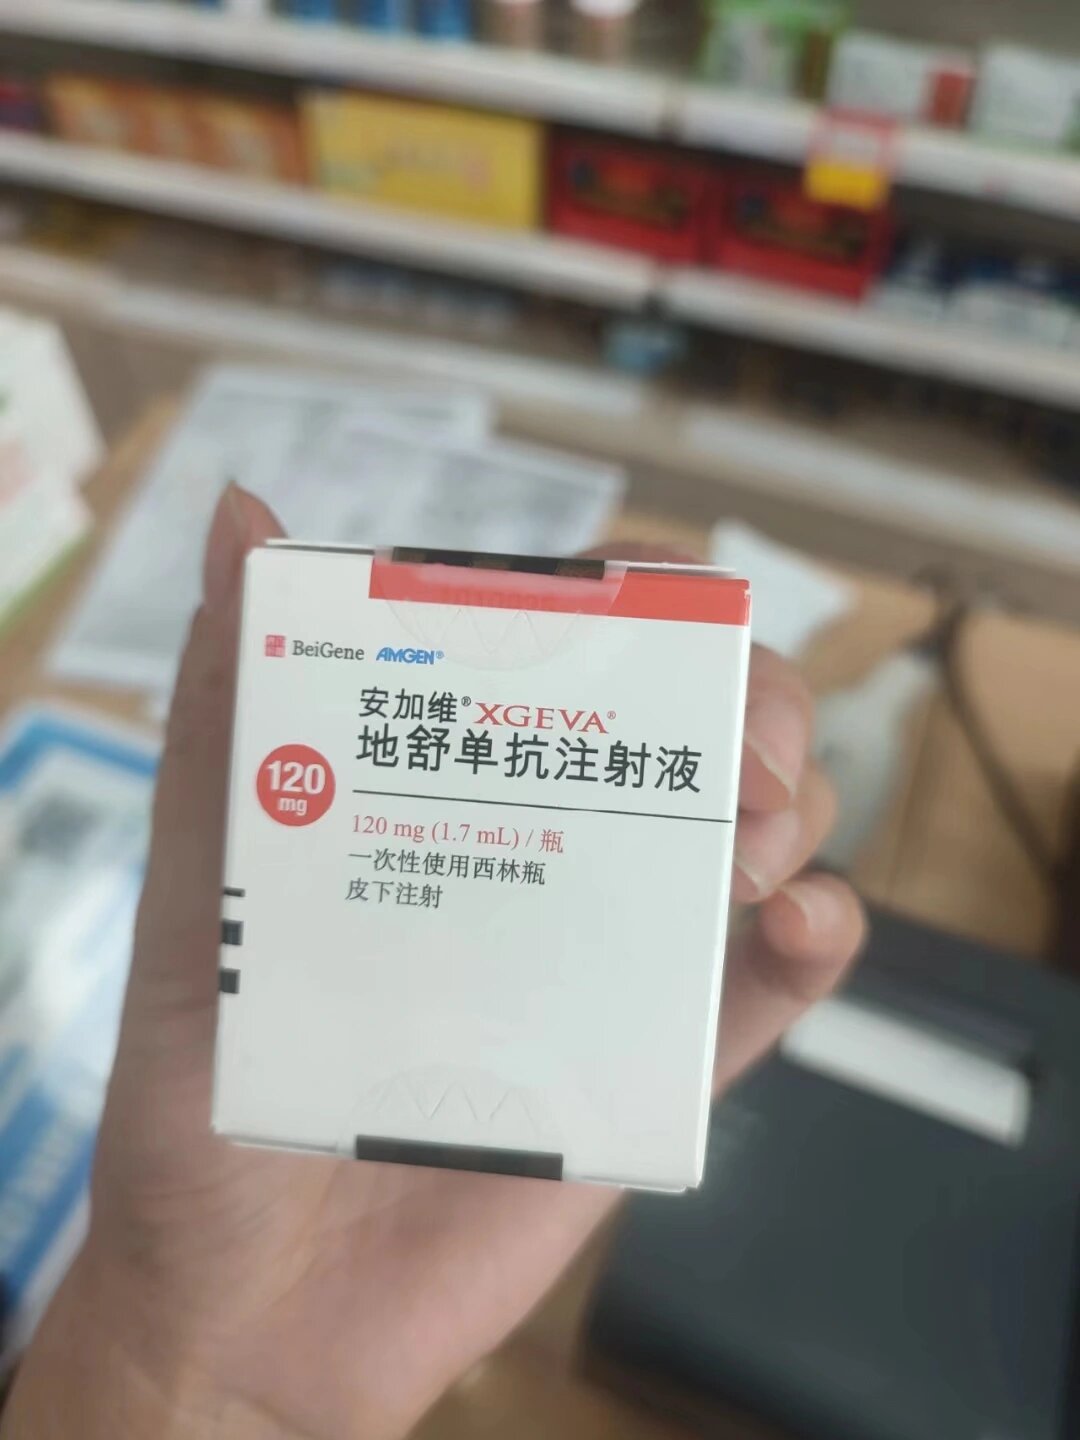 BeiGene AMGEN®
安加维® XGEVA®
地舒单抗注射液
120
mg
120 mg (1.7 mL) / 瓶
一次性使用西林瓶
皮下注射